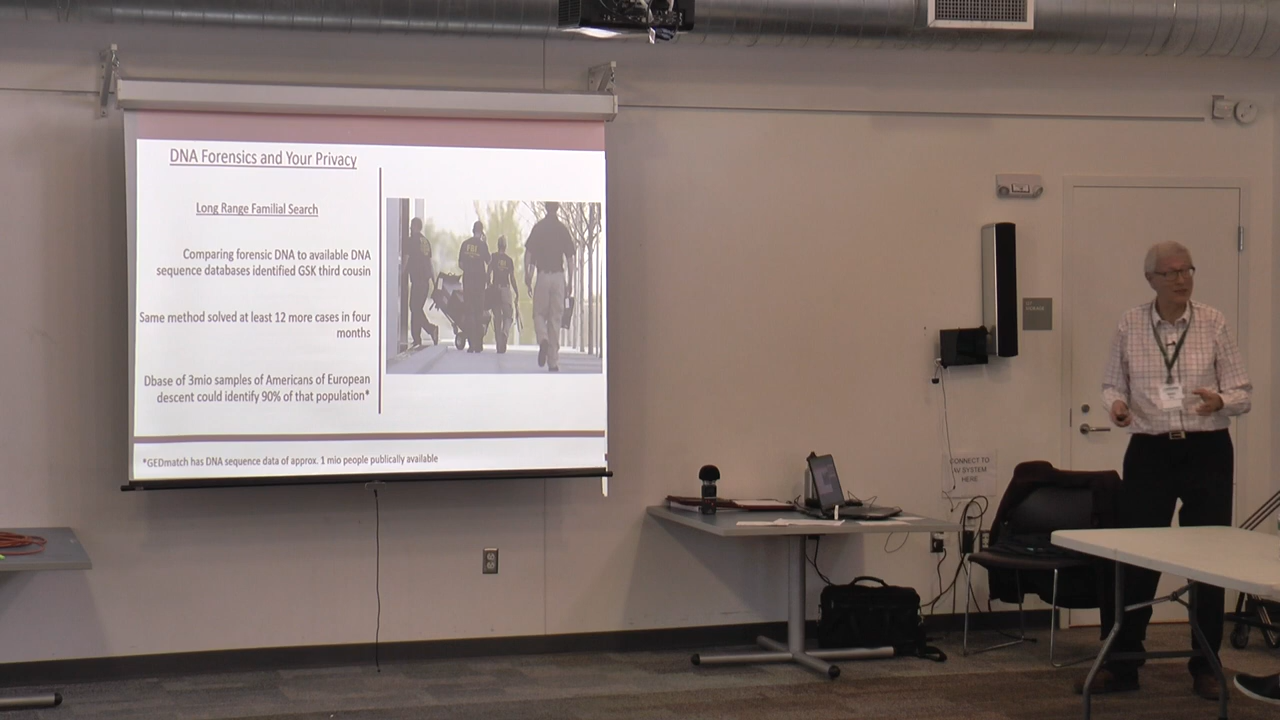 DNA Forensics and Your Privacy
Long Range Familial Search
Comparing forensic DNA to available DNA
sequence databases identified GSK third cousin
Same method solved at least 12 more cases in four
months
Dbase of 3mio samples of Americans of European
descent could identify 90% of that population*
*GEDmatch has DNA sequence data of approx. 1 mio people publically available
FBI
CONNECT TO
AV SYSTEM
HERE